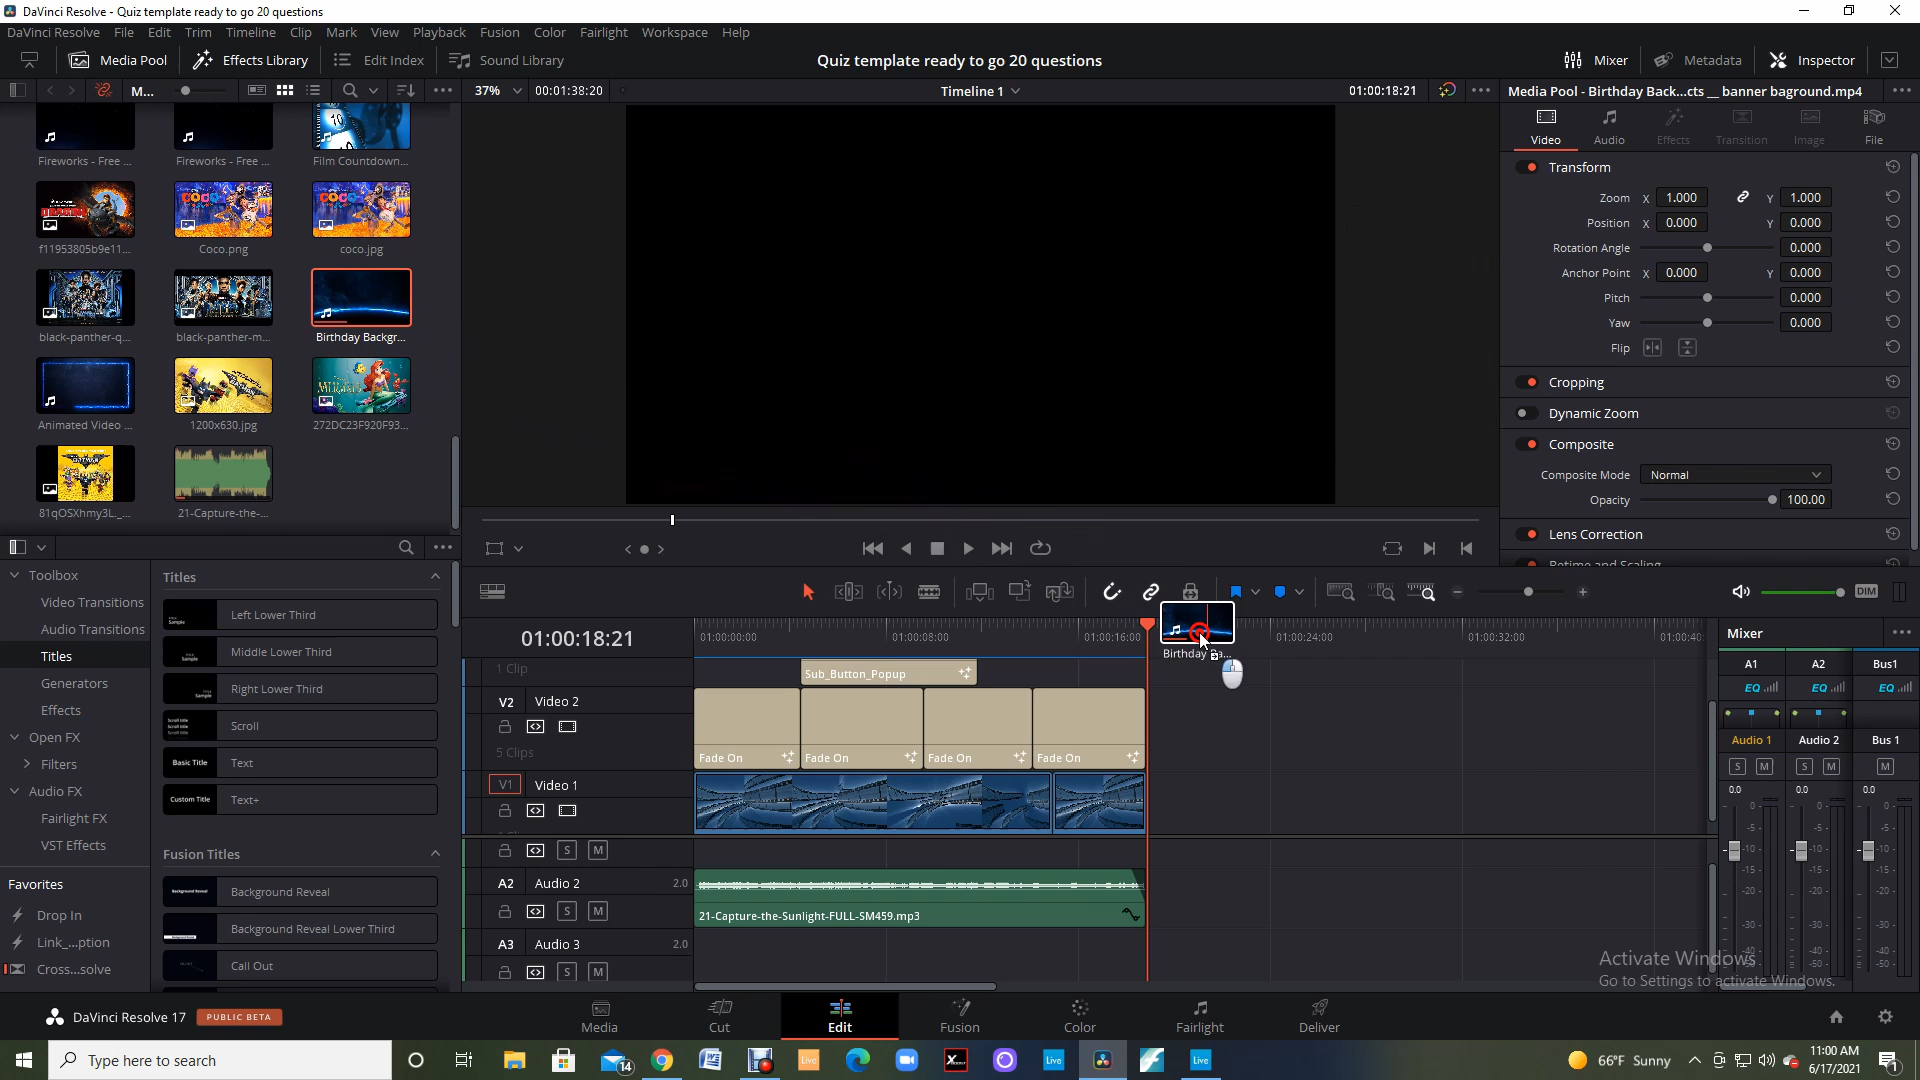 DaVinci Resolve - Quiz template ready to go 20 questions
DaVinci Resolve File Edit Trim Timeline Clip Mark View Playback Fusion Color Fairlight Workspace Help
Media Pool Effects Library Edit Index Sound Library Quiz template ready to go 20 questions Mixer Metadata Inspector
M... 37% 00:01:38:20 Timeline 1 01:00:18:21 Media Pool - Birthday Back...cts __ banner baground.mp4
Video Audio Effects Transition Image File
Fireworks - Free ... Fireworks - Free ... Film Countdown...
f11953805b9e11... Coco.png coco.jpg
black-panther-q... black-panther-m... Birthday Backgr...
Animated Video ... 1200x630.jpg 272DC23F920F93...
81qOSXhmy3L._... 21-Capture-the-...
Transform
Zoom X 1.000 Y 1.000
Position X 0.000 Y 0.000
Rotation Angle 0.000
Anchor Point X 0.000 Y 0.000
Pitch 0.000
Yaw 0.000
Flip
Cropping
Dynamic Zoom
Composite
Composite Mode Normal
Opacity 100.00
Lens Correction
Retime and Scaling
Toolbox
Video Transitions
Audio Transitions
Titles
Generators
Effects
Open FX
Filters
Audio FX
Fairlight FX
VST Effects
Favorites
Drop In
Link_...ption
Cross...solve
Titles
Left Lower Third
Middle Lower Third
Right Lower Third
Scroll
Basic Title Text
Custom Title Text+
Fusion Titles
Background Reveal Background Reveal
Background Reveal Lower Third
Call Out
DIM
01:00:18:21 01:00:00:00 01:00:08:00 01:00:16:00 01:00:24:00 01:00:32:00 01:00:40:
Birthday Ba...
1 Clip Sub_Button_Popup
V2 Video 2
5 Clips Fade On Fade On Fade On Fade On
V1 Video 1
S M
A2 Audio 2 2.0
S M 21-Capture-the-Sunlight-FULL-SM459.mp3
A3 Audio 3 2.0
S M
Mixer
A1 A2 Bus1
EQ EQ EQ
Audio 1 Audio 2 Bus 1
S M S M M
0.0 0.0 0.0
0- 0- 0-
-5- -5- -5-
-10- -10- -10-
-15- -15- -15-
-20- -20- -20-
-30- -30- -30-
-40- -40- -40-
-50- -50- -50-
Activate Windows
Go to Settings to activate Windows.
DaVinci Resolve 17 PUBLIC BETA Media Cut Edit Fusion Color Fairlight Deliver
Type here to search 14 Live Live Live 66°F Sunny 11:00 AM
6/17/2021 1